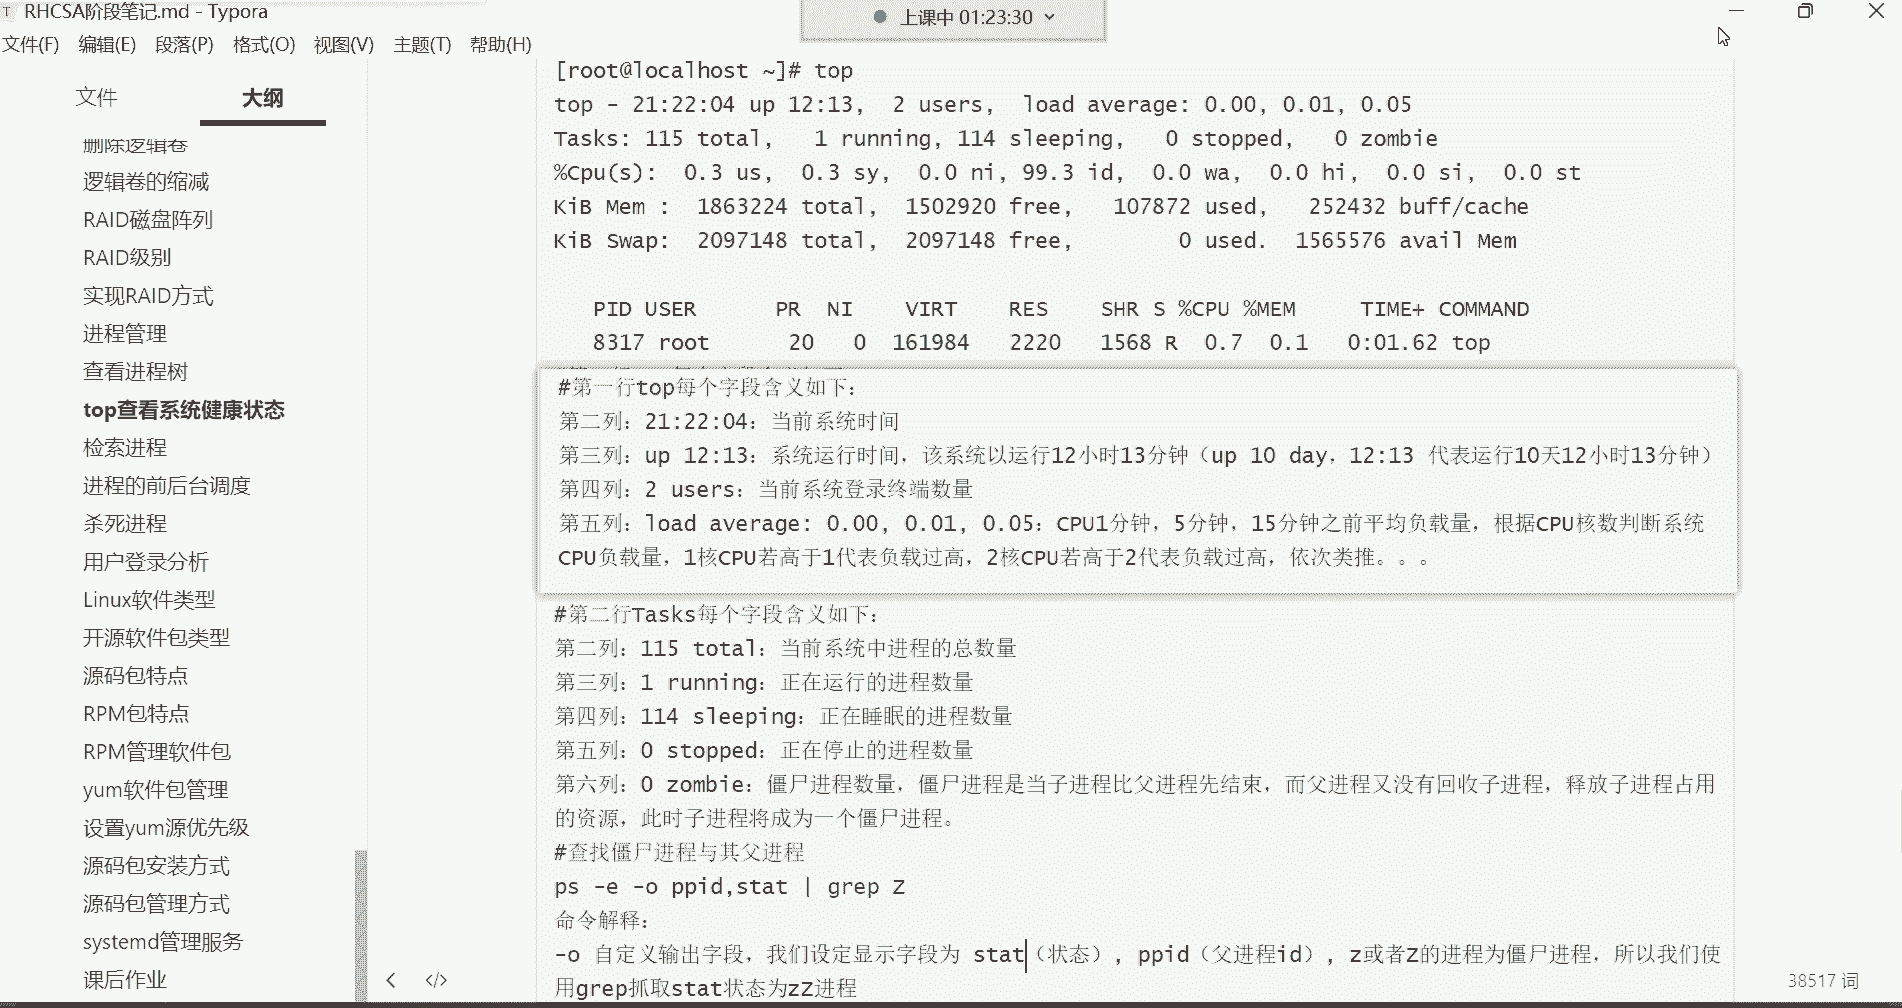 RHCSA阶段笔记.md - Typora
上课中 01:23:30
文件(F) 编辑(E) 段落(P) 格式(O) 视图(V) 主题(T) 帮助(H)
文件 大纲
删除逻辑卷
逻辑卷的缩减
RAID磁盘阵列
RAID级别
实现RAID方式
进程管理
查看进程树
top查看系统健康状态
检索进程
进程的前后台调度
杀死进程
用户登录分析
Linux软件类型
开源软件包类型
源码包特点
RPM包特点
RPM管理软件包
yum软件包管理
设置yum源优先级
源码包安装方式
源码包管理方式
systemd管理服务
课后作业
[root@localhost ~]# top
top - 21:22:04 up 12:13,  2 users,  load average: 0.00, 0.01, 0.05
Tasks: 115 total,   1 running, 114 sleeping,   0 stopped,   0 zombie
%Cpu(s):  0.3 us,  0.3 sy,  0.0 ni, 99.3 id,  0.0 wa,  0.0 hi,  0.0 si,  0.0 st
KiB Mem :  1863224 total,  1502920 free,   107872 used,   252432 buff/cache
KiB Swap:  2097148 total,  2097148 free,        0 used.  1565576 avail Mem
PID USER      PR  NI    VIRT    RES    SHR S %CPU %MEM     TIME+ COMMAND
8317 root      20   0  161984   2220   1568 R  0.7  0.1   0:01.62 top
#第一行top每个字段含义如下：
第二列：21:22:04：当前系统时间
第三列：up 12:13：系统运行时间，该系统以运行12小时13分钟（up 10 day，12:13 代表运行10天12小时13分钟）
第四列：2 users：当前系统登录终端数量
第五列：load average: 0.00, 0.01, 0.05：CPU1分钟，5分钟，15分钟之前平均负载量，根据CPU核数判断系统
CPU负载量，1核CPU若高于1代表负载过高，2核CPU若高于2代表负载过高，依次类推。。。
#第二行Tasks每个字段含义如下：
第二列：115 total：当前系统中进程的总数量
第三列：1 running：正在运行的进程数量
第四列：114 sleeping：正在睡眠的进程数量
第五列：0 stopped：正在停止的进程数量
第六列：0 zombie：僵尸进程数量，僵尸进程是当子进程比父进程先结束，而父进程又没有回收子进程，释放子进程占用
的资源，此时子进程将成为一个僵尸进程。
#查找僵尸进程与其父进程
ps -e -o ppid,stat | grep Z
命令解释：
-o 自定义输出字段，我们设定显示字段为 stat（状态）, ppid（父进程id）, z或者Z的进程为僵尸进程，所以我们使
用grep抓取stat状态为zZ进程
38517 词